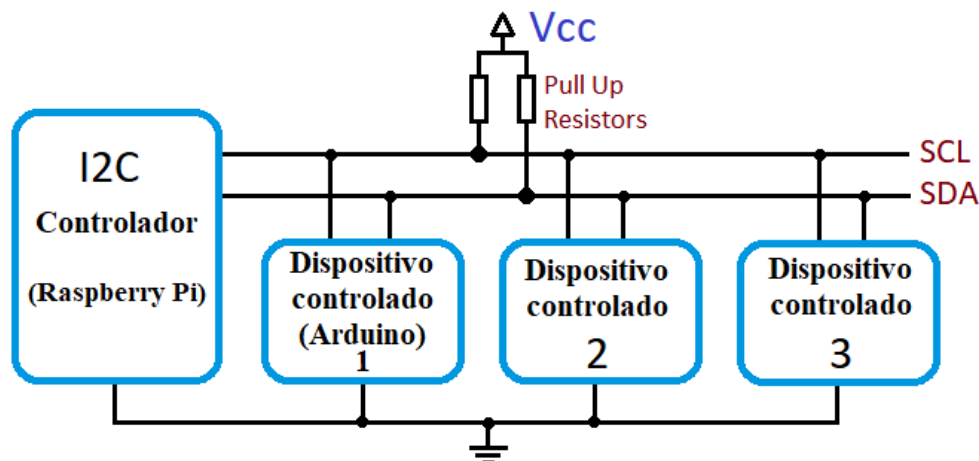 Vcc
Pull Up
Resistors
SCL
SDA
I2C
Controlador
(Raspberry Pi)
Dispositivo
controlado
(Arduino)
1
Dispositivo
controlado
2
Dispositivo
controlado
3